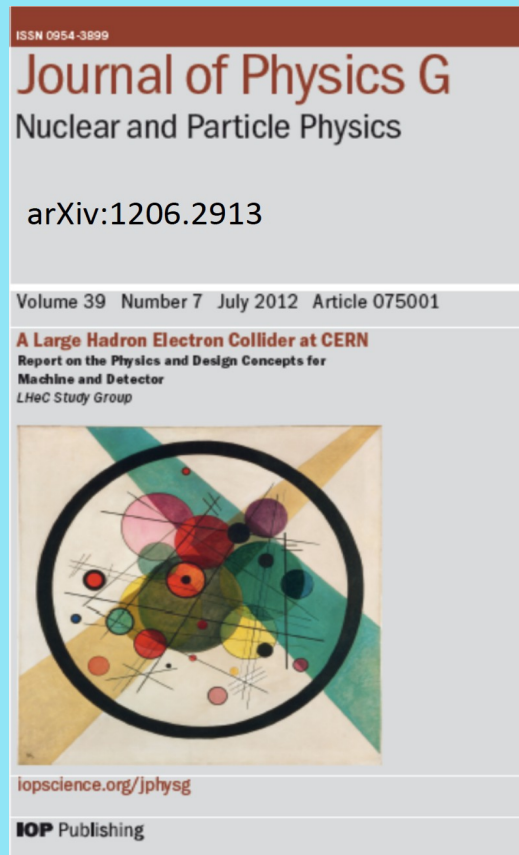 ISSN 0954-3899
Journal of Physics G
Nuclear and Particle Physics
arXiv:1206.2913
Volume 39 Number 7 July 2012 Article 075001
A Large Hadron Electron Collider at CERN
Report on the Physics and Design Concepts for
Machine and Detector
LHeC Study Group
iopscience.org/jphysg
IOP Publishing